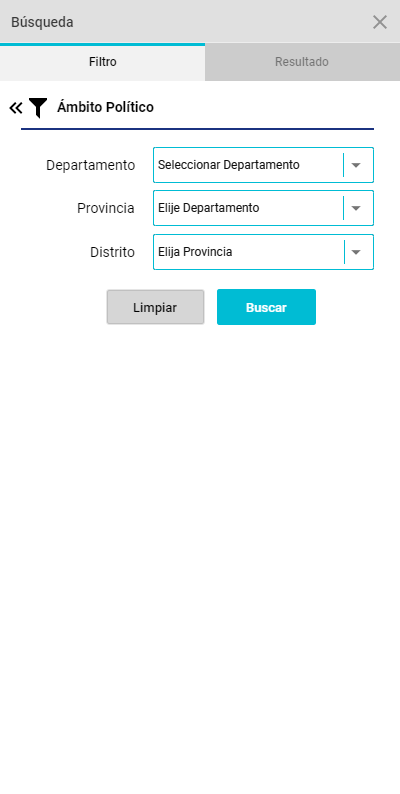 Búsqueda
Filtro
Resultado
Ámbito Político
Departamento
Seleccionar Departamento
Provincia
Elije Departamento
Distrito
Elija Provincia
Limpiar
Buscar